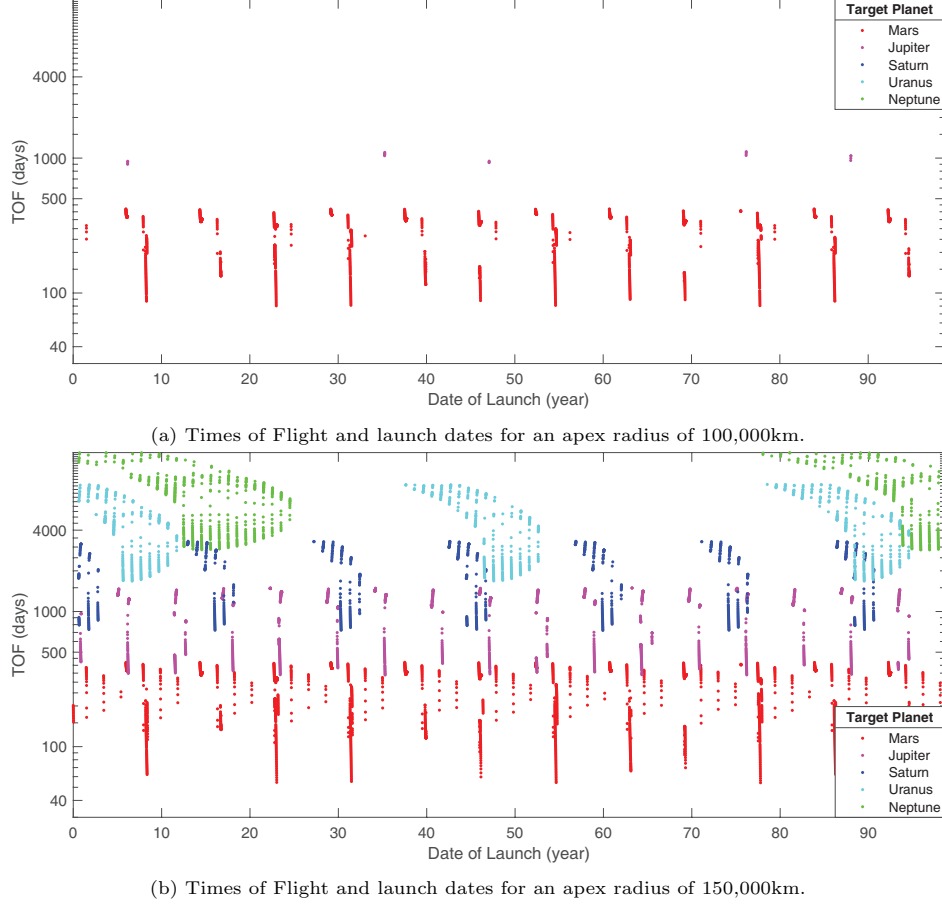 Target Planet
Mars
Jupiter
Saturn
Uranus
Neptune
4000
1000
500
100
40
TOF (days)
0 10 20 30 40 50 60 70 80 90
Date of Launch (year)
(a) Times of Flight and launch dates for an apex radius of 100,000km.
4000
1000
500
100
40
TOF (days)
Target Planet
Mars
Jupiter
Saturn
Uranus
Neptune
0 10 20 30 40 50 60 70 80 90
Date of Launch (year)
(b) Times of Flight and launch dates for an apex radius of 150,000km.